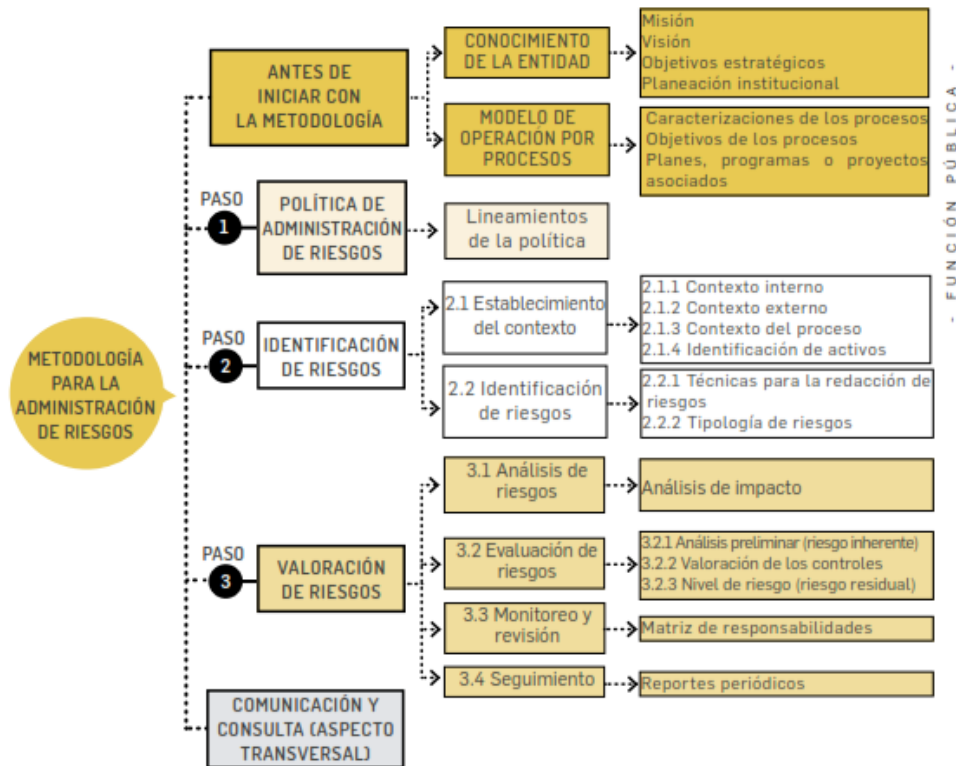 METODOLOGÍA
PARA LA
ADMINISTRACIÓN
DE RIESGOS
ANTES DE
INICIAR CON
LA METODOLOGÍA
CONOCIMIENTO
DE LA ENTIDAD
Misión
Visión
Objetivos estratégicos
Planeación institucional
MODELO DE
OPERACIÓN POR
PROCESOS
Caracterizaciones de los procesos
Objetivos de los procesos
Planes, programas o proyectos
asociados
PASO
1
POLÍTICA DE
ADMINISTRACIÓN
DE RIESGOS
Lineamientos
de la política
PASO
2
IDENTIFICACIÓN
DE RIESGOS
2.1 Establecimiento
del contexto
2.1.1 Contexto interno
2.1.2 Contexto externo
2.1.3 Contexto del proceso
2.1.4 Identificación de activos
2.2 Identificación
de riesgos
2.2.1 Técnicas para la redacción de
riesgos
2.2.2 Tipología de riesgos
PASO
3
VALORACIÓN
DE RIESGOS
3.1 Análisis de
riesgos
Análisis de impacto
3.2 Evaluación de
riesgos
3.2.1 Análisis preliminar (riesgo inherente)
3.2.2 Valoración de los controles
3.2.3 Nivel de riesgo (riesgo residual)
3.3 Monitoreo y
revisión
Matriz de responsabilidades
3.4 Seguimiento
Reportes periódicos
COMUNICACIÓN Y
CONSULTA (ASPECTO
TRANSVERSAL)
- FUNCIÓN PÚBLICA -